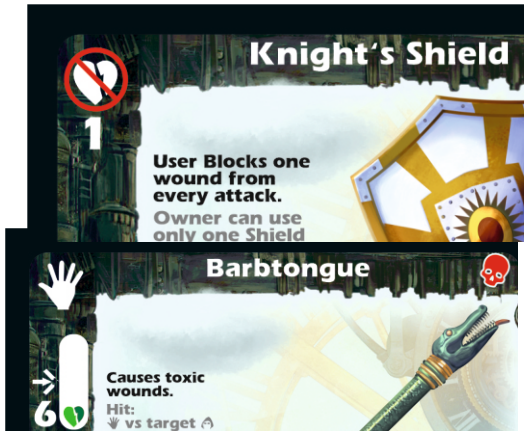 Knight's Shield
1
User Blocks one
wound from
every attack.
Owner can use
only one Shield
Barbtongue
Causes toxic
wounds.
6
Hit:
vs target